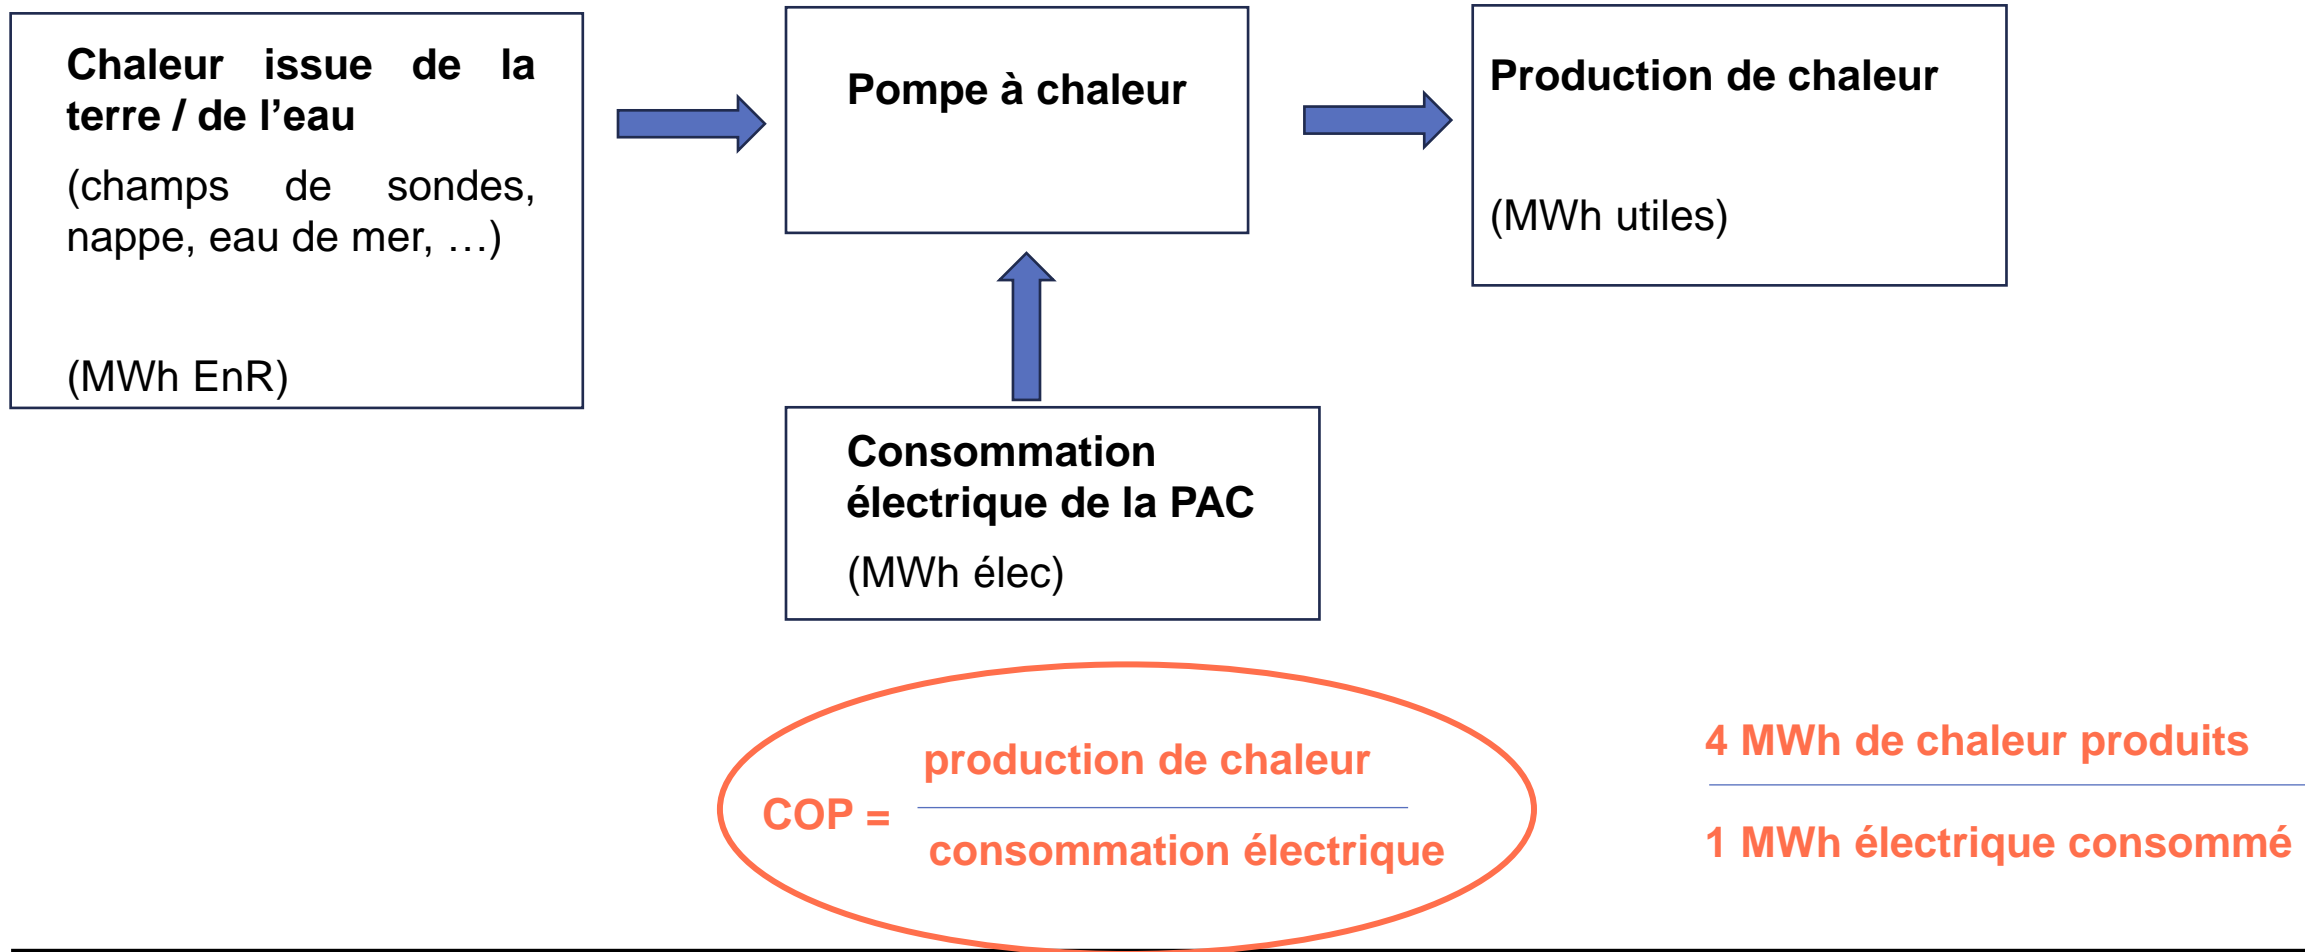 Chaleur issue de la
terre / de l’eau
(champs de sondes,
nappe, eau de mer, …)
(MWh EnR)
Pompe à chaleur
Production de chaleur
(MWh utiles)
Consommation
électrique de la PAC
(MWh élec)
COP =
production de chaleur
consommation électrique
4 MWh de chaleur produits
1 MWh électrique consommé